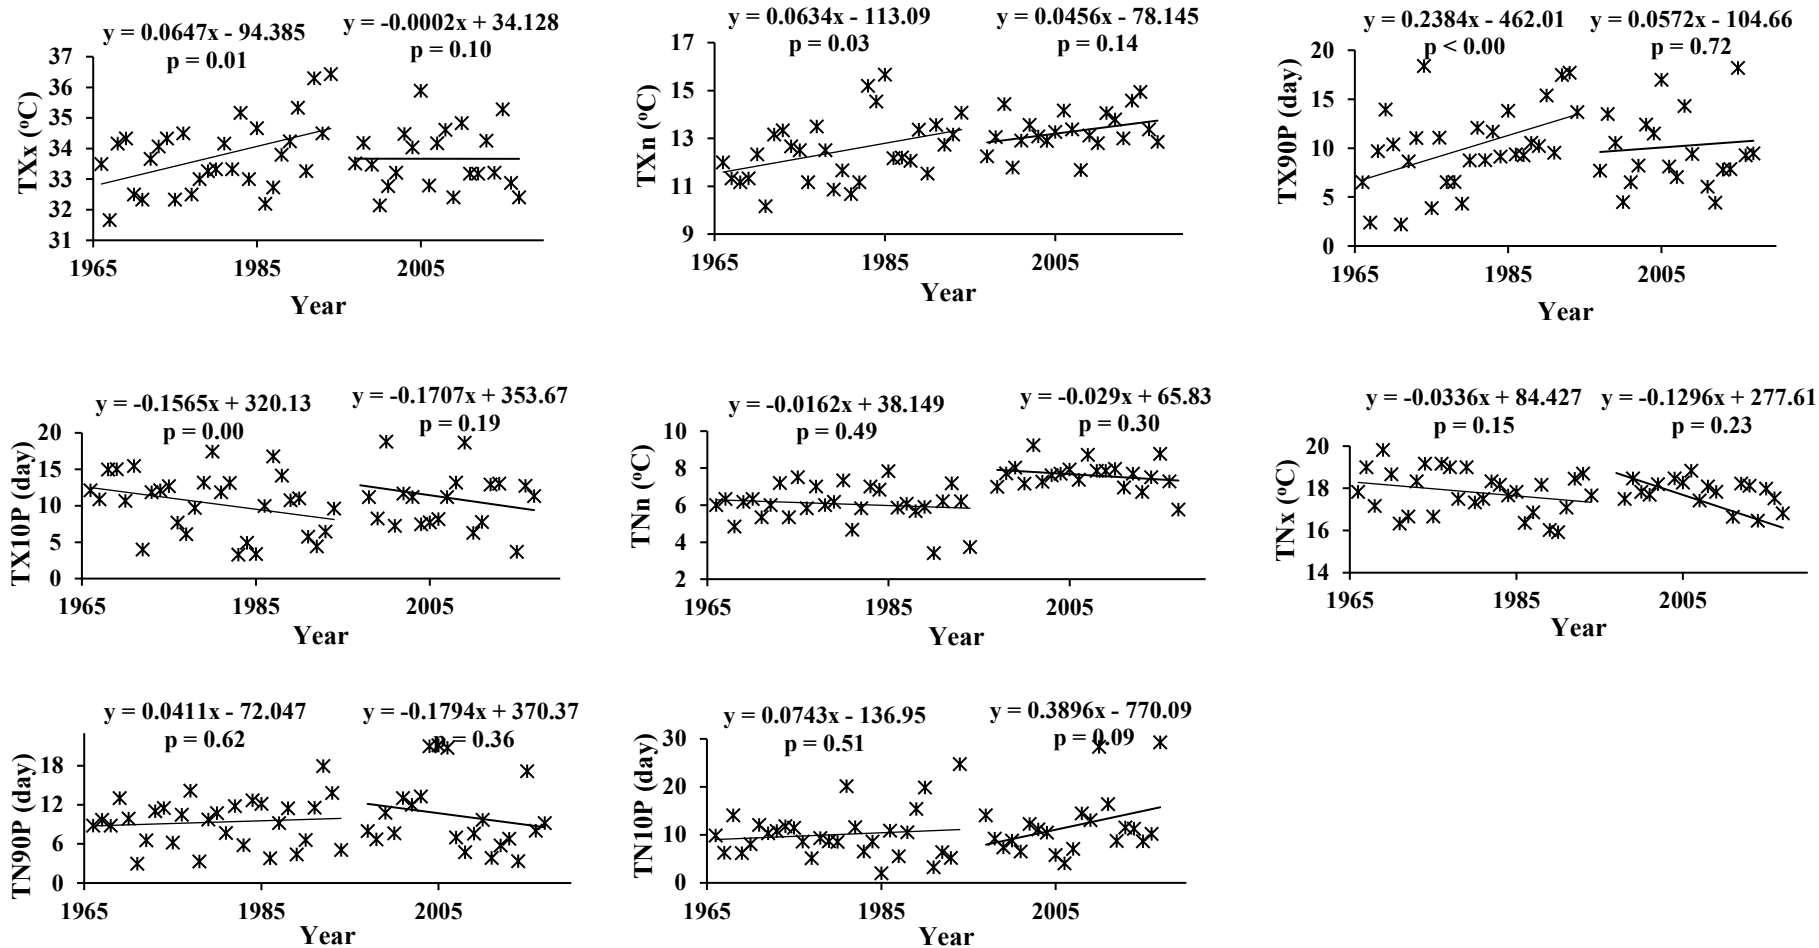 y = 0.0647x - 94.385
p = 0.01
y = -0.0002x + 34.128
p = 0.10
TXx (ºC)
37
36
35
34
33
32
31
1965
1985
2005
Year
y = 0.0634x - 113.09
p = 0.03
y = 0.0456x - 78.145
p = 0.14
TXn (ºC)
17
15
13
11
9
1965
1985
2005
Year
y = 0.2384x - 462.01
p < 0.00
y = 0.0572x - 104.66
p = 0.72
TX90P (day)
20
15
10
5
0
1965
1985
2005
Year
y = -0.1565x + 320.13
p = 0.00
y = -0.1707x + 353.67
p = 0.19
TX10P (day)
20
15
10
5
0
1965
1985
2005
Year
y = -0.0162x + 38.149
p = 0.49
y = -0.029x + 65.83
p = 0.30
TNn (ºC)
10
8
6
4
2
1965
1985
2005
Year
y = -0.0336x + 84.427
p = 0.15
y = -0.1296x + 277.61
p = 0.23
TNx (ºC)
20
18
16
14
1965
1985
2005
Year
y = 0.0411x - 72.047
p = 0.62
y = -0.1794x + 370.37
p = 0.36
TN90P (day)
18
12
6
0
1965
1985
2005
Year
y = 0.0743x - 136.95
p = 0.51
y = 0.3896x - 770.09
p = 0.09
TN10P (day)
30
20
10
0
1965
1985
2005
Year